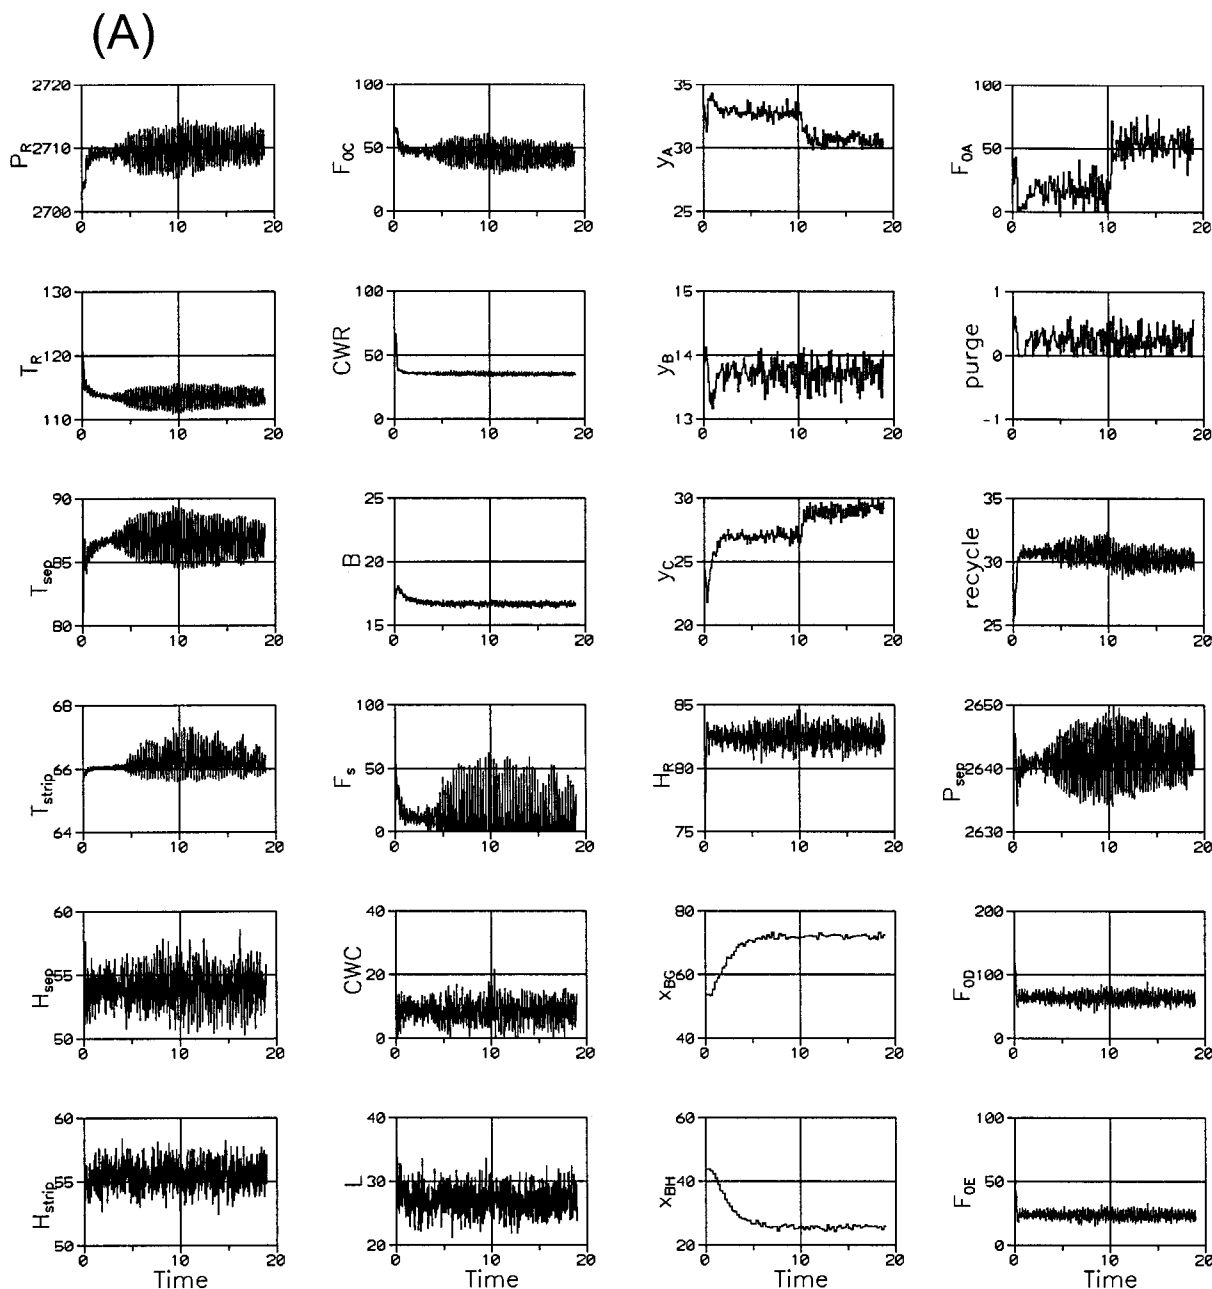 (A)
2720 2710 2700 P_R 0 10 20
100 50 0 F_OC 0 10 20
35 30 25 y_A 0 10 20
100 50 0 F_OA 0 10 20
130 120 110 T_R 0 10 20
100 50 0 CWR 0 10 20
15 14 13 y_B 0 10 20
1 0 -1 purge 0 10 20
90 85 80 T_sep 0 10 20
25 20 15 B 0 10 20
30 25 20 y_C 0 10 20
35 30 25 recycle 0 10 20
68 66 64 T_strip 0 10 20
100 50 0 F_s 0 10 20
85 80 75 H_R 0 10 20
2650 2640 2630 P_sep 0 10 20
60 55 50 H_sep 0 10 20
40 20 0 CWC 0 10 20
80 60 40 x_BG 0 10 20
200 100 0 F_OD 0 10 20
60 55 50 H_strip 0 10 20 Time
40 30 20 L 0 10 20 Time
60 40 20 x_BH 0 10 20 Time
100 50 0 F_OE 0 10 20 Time